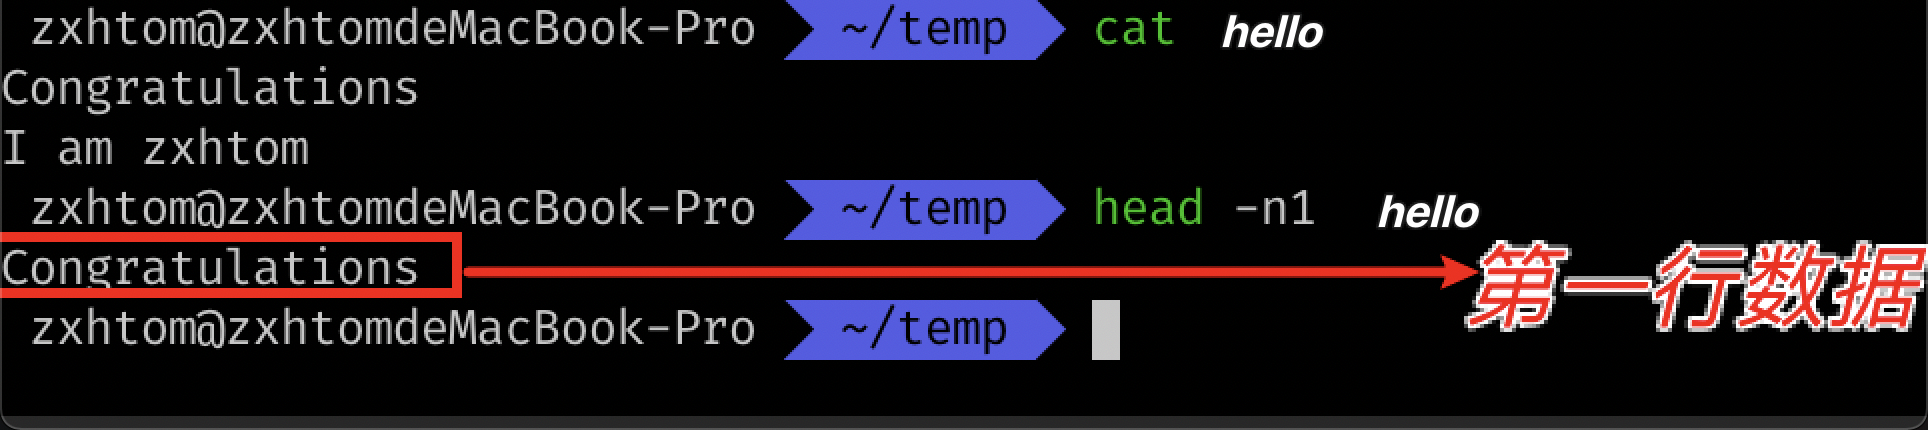 zxhtom@zxhtomdeMacBook-Pro ~/temp cat hello
Congratulations
I am zxhtom
zxhtom@zxhtomdeMacBook-Pro ~/temp head -n1 hello
Congratulations 第一行数据
zxhtom@zxhtomdeMacBook-Pro ~/temp